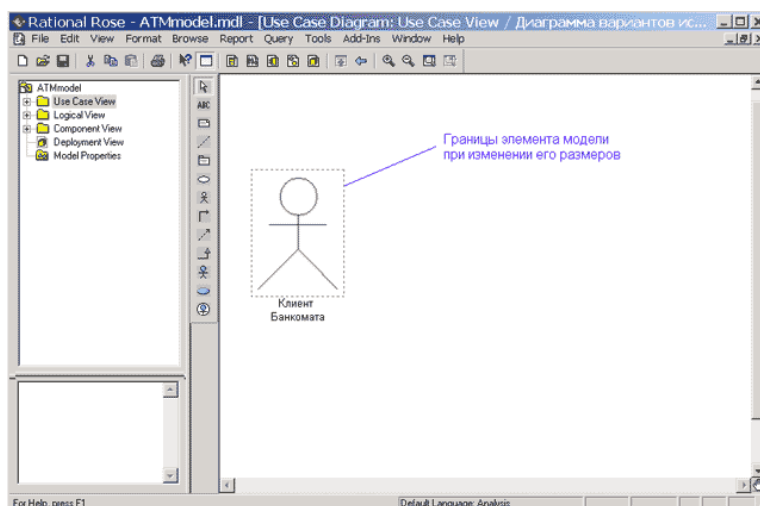 Rational Rose - ATMmodel.mdl - [Use Case Diagram: Use Case View / Диаграмма вариантов ис...
File Edit View Format Browse Report Query Tools Add-Ins Window Help
ATMmodel
Use Case View
Logical View
Component View
Deployment View
Model Properties
ABC
Границы элемента модели
при изменении его размеров
Клиент
Банкомата
For Help, press F1
Default Language: Analysis